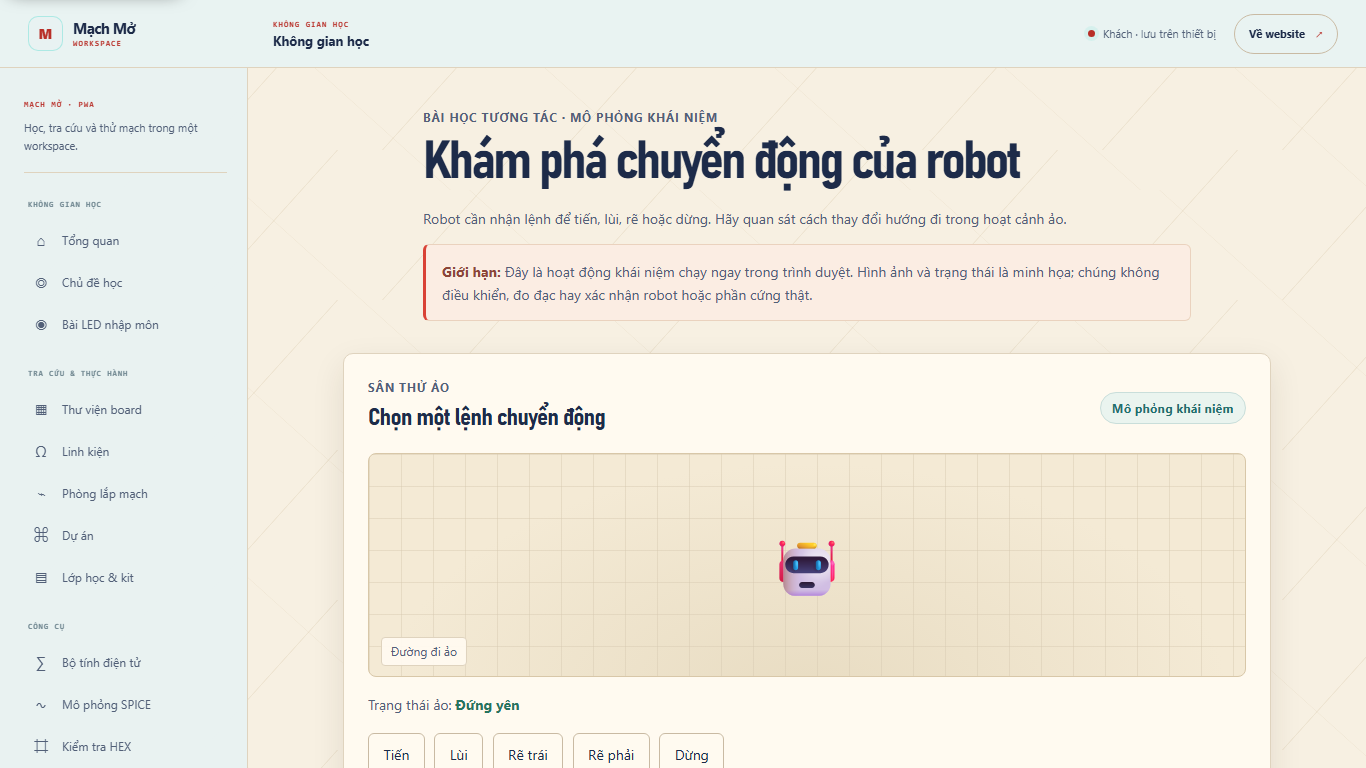 M
Mạch Mở
WORKSPACE
KHÔNG GIAN HỌC
Không gian học
Khách · lưu trên thiết bị
Về website ↗
MẠCH MỞ · PWA
Học, tra cứu và thử mạch trong một
workspace.
KHÔNG GIAN HỌC
Tổng quan
Chủ đề học
Bài LED nhập môn
TRA CỨU & THỰC HÀNH
Thư viện board
Linh kiện
Phòng lắp mạch
Dự án
Lớp học & kit
CÔNG CỤ
Bộ tính điện tử
Mô phỏng SPICE
Kiểm tra HEX
BÀI HỌC TƯƠNG TÁC · MÔ PHỎNG KHÁI NIỆM
Khám phá chuyển động của robot
Robot cần nhận lệnh để tiến, lùi, rẽ hoặc dừng. Hãy quan sát cách thay đổi hướng đi trong hoạt cảnh ảo.
Giới hạn: Đây là hoạt động khái niệm chạy ngay trong trình duyệt. Hình ảnh và trạng thái là minh họa; chúng không
điều khiển, đo đạc hay xác nhận robot hoặc phần cứng thật.
SÂN THỬ ẢO
Chọn một lệnh chuyển động
Mô phỏng khái niệm
Đường đi ảo
Trạng thái ảo: Đứng yên
Tiến
Lùi
Rẽ trái
Rẽ phải
Dừng